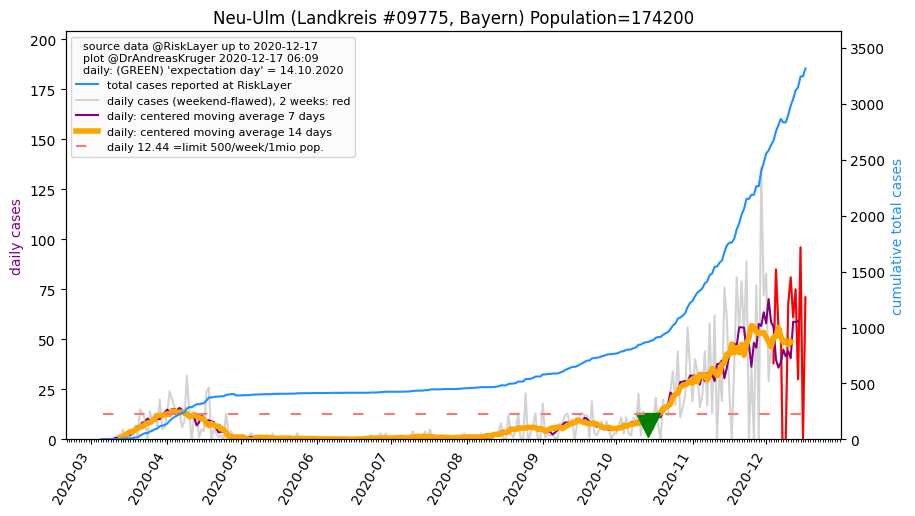 Neu-Ulm (Landkreis #09775, Bayern) Population=174200
source data @RiskLayer up to 2020-12-17
plot @DrAndreasKruger 2020-12-17 06:09
daily: (GREEN) 'expectation day' = 14.10.2020
total cases reported at RiskLayer
daily cases (weekend-flawed), 2 weeks: red
daily: centered moving average 7 days
daily: centered moving average 14 days
daily 12.44 =limit 500/week/1mio pop.
daily cases
200
175
150
125
100
75
50
25
0
3500
3000
2500
2000
1500
1000
500
0
cumulative total cases
2020-03
2020-04
2020-05
2020-06
2020-07
2020-08
2020-09
2020-10
2020-11
2020-12